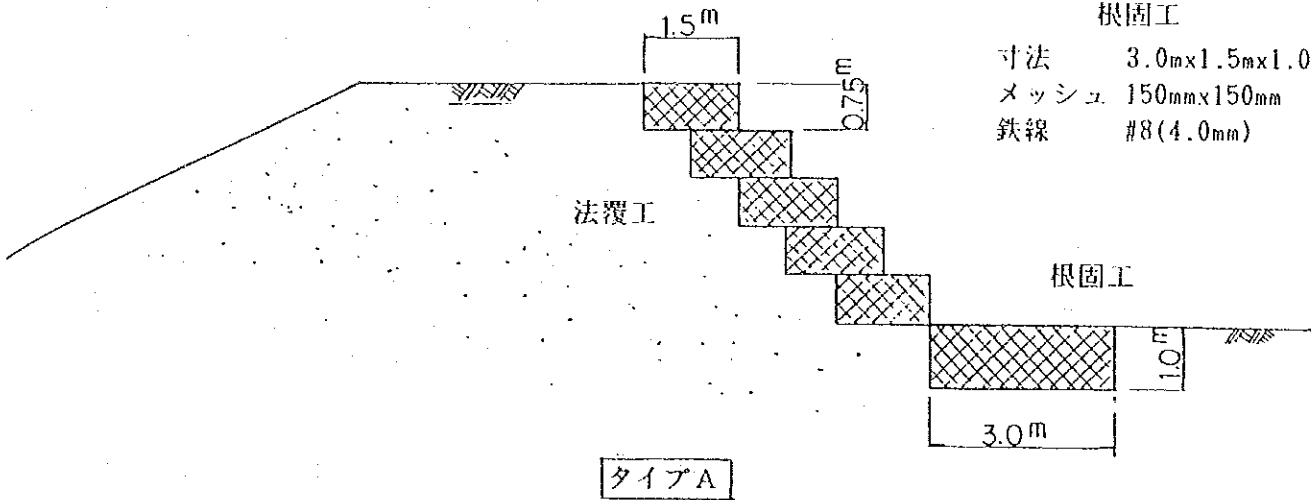 根固工
寸法 3.0mx1.5mx1.0
メッシュ 150mmx150mm
鉄線 #8(4.0mm)
1.5m
0.75m
法覆工
根固工
1.0m
3.0m
タイプA